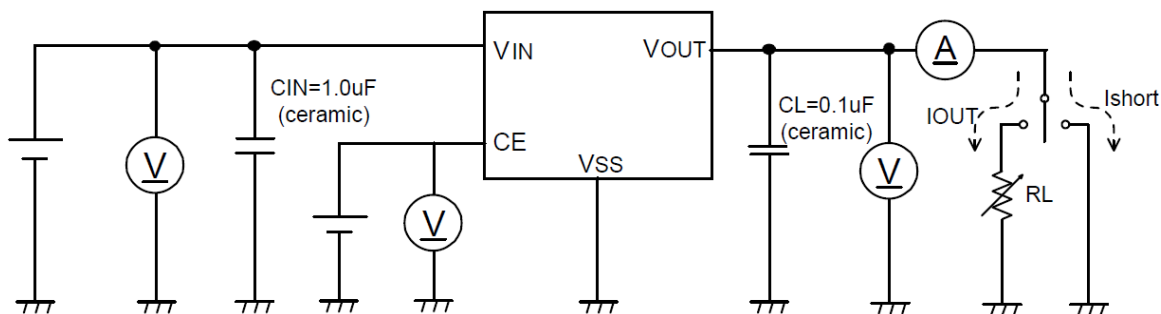 VIN
VOUT
A
CIN=1.0uF
(ceramic)
CL=0.1uF
(ceramic)
IOUT
Ishort
CE
V
V
V
VSS
RL